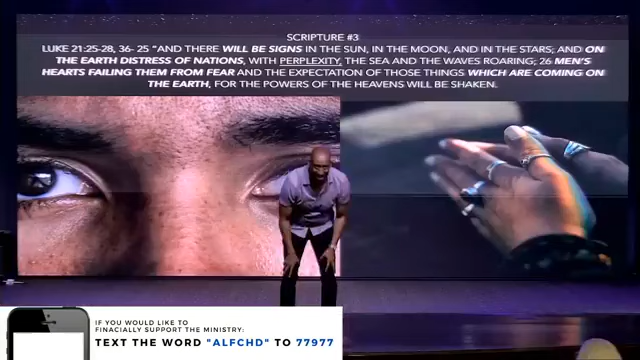 SCRIPTURE #3
LUKE 21:25-28, 36- 25 "AND THERE WILL BE SIGNS IN THE SUN, IN THE MOON, AND IN THE STARS; AND ON
THE EARTH DISTRESS OF NATIONS, WITH PERPLEXITY, THE SEA AND THE WAVES ROARING; 26 MEN'S
HEARTS FAILING THEM FROM FEAR AND THE EXPECTATION OF THOSE THINGS WHICH ARE COMING ON
THE EARTH, FOR THE POWERS OF THE HEAVENS WILL BE SHAKEN.
IF YOU WOULD LIKE TO
FINACIALLY SUPPORT THE MINISTRY:
TEXT THE WORD "ALFCHD" TO 77977